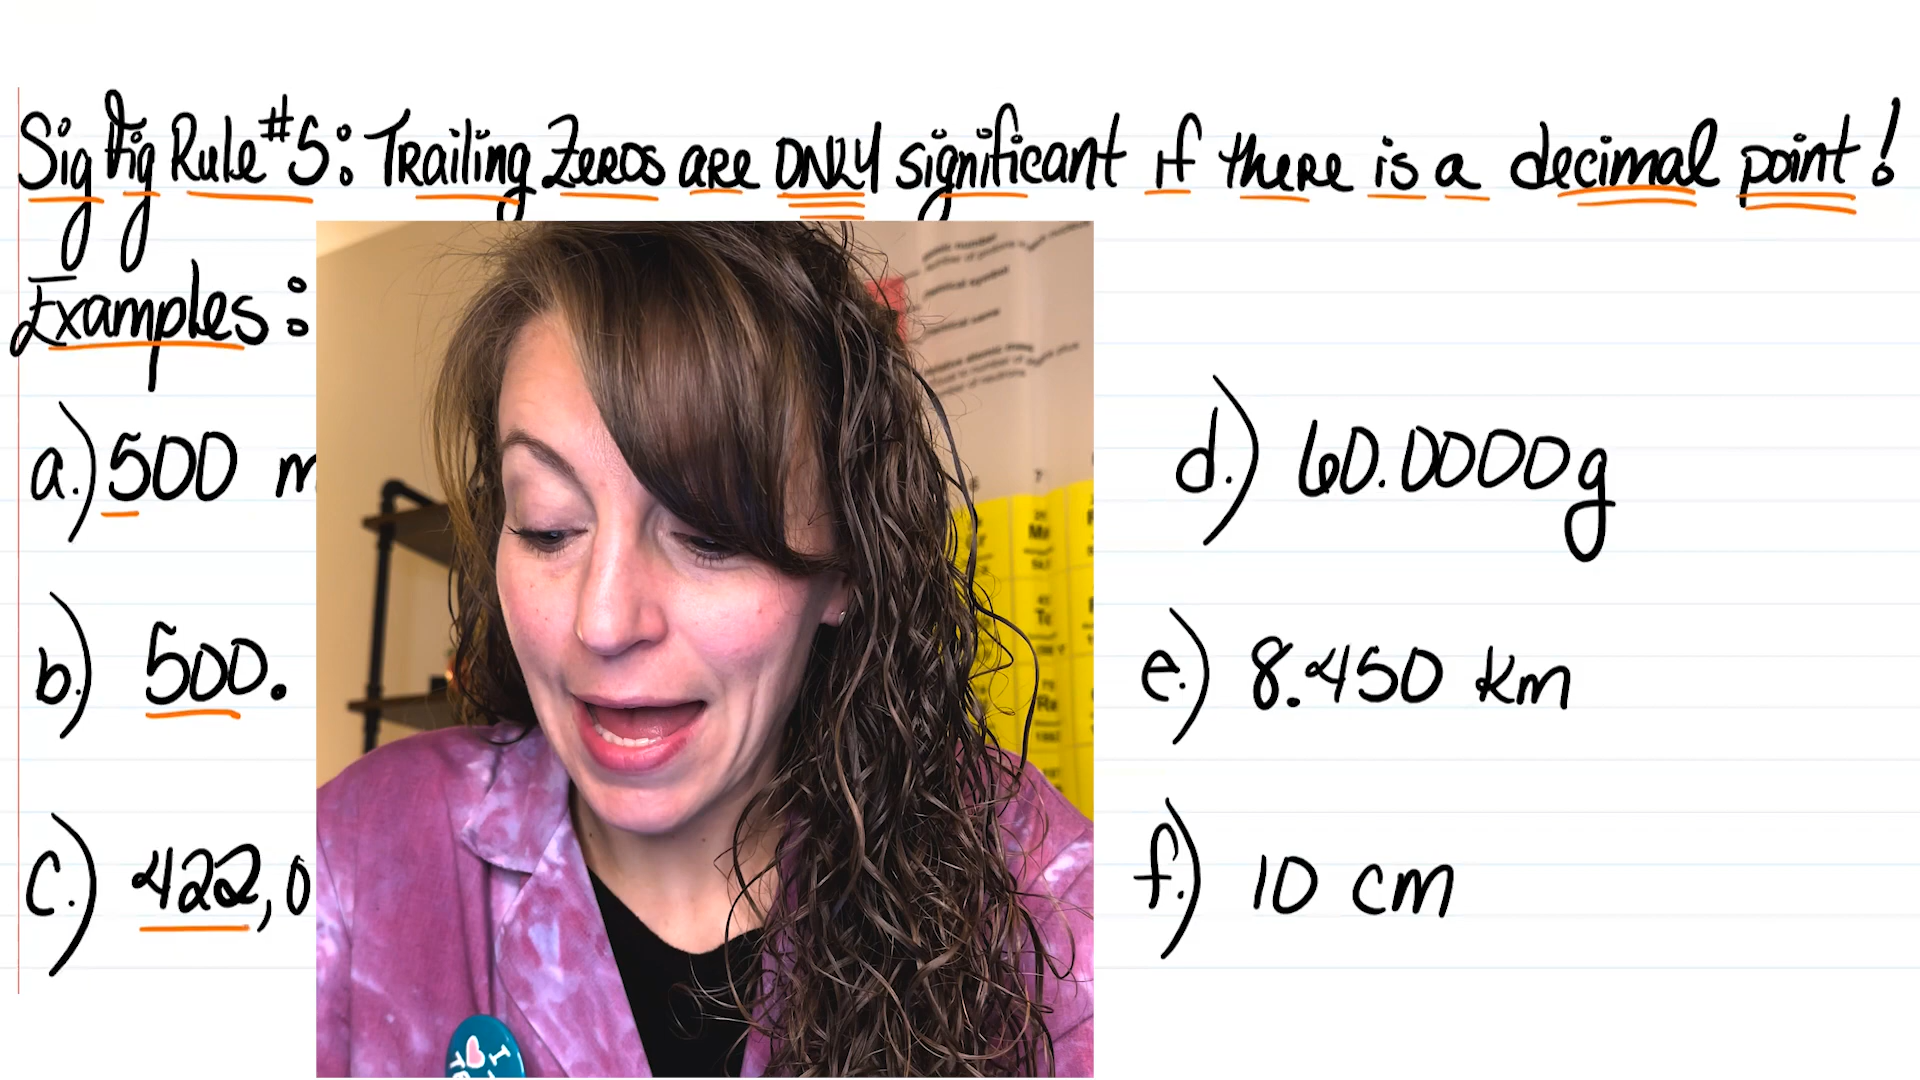 Sig Fig Rule #5: Trailing Zeros are ONLY significant if there is a decimal point!
Examples:
a.) 500 m
b.) 500.
c.) 422,0
d.) 60.0000g
e.) 8.450 km
f.) 10 cm